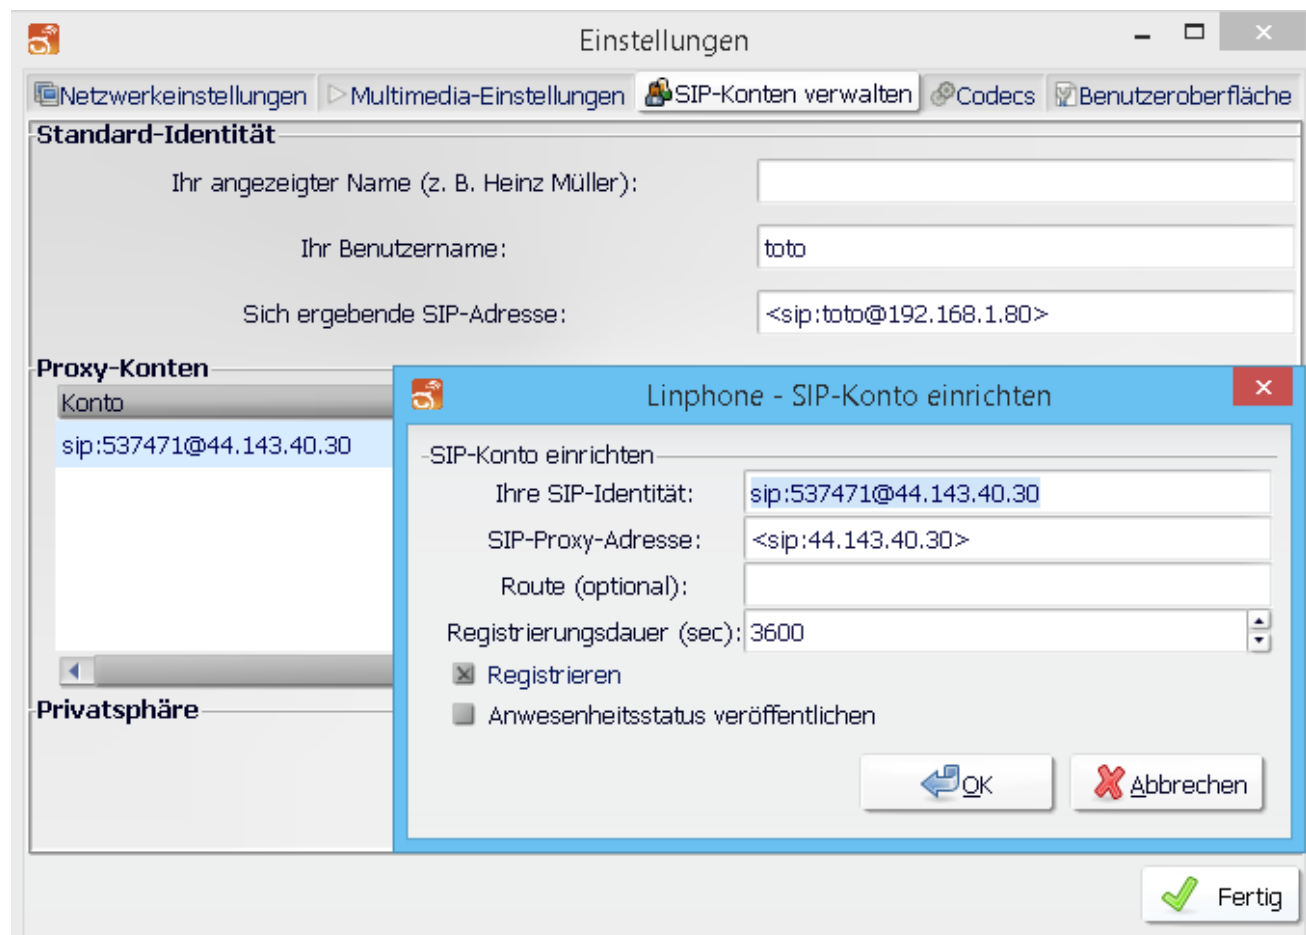 Einstellungen
Netzwerkeinstellungen Multimedia-Einstellungen SIP-Konten verwalten Codecs Benutzeroberfläche
Standard-Identität
Ihr angezeigter Name (z. B. Heinz Müller):
Ihr Benutzername: toto
Sich ergebende SIP-Adresse: <sip:toto@192.168.1.80>
Proxy-Konten
Konto
sip:537471@44.143.40.30
Privatsphäre
Linphone - SIP-Konto einrichten
SIP-Konto einrichten
Ihre SIP-Identität: sip:537471@44.143.40.30
SIP-Proxy-Adresse: <sip:44.143.40.30>
Route (optional):
Registrierungsdauer (sec): 3600
Registrieren
Anwesenheitsstatus veröffentlichen
OK Abbrechen
Fertig